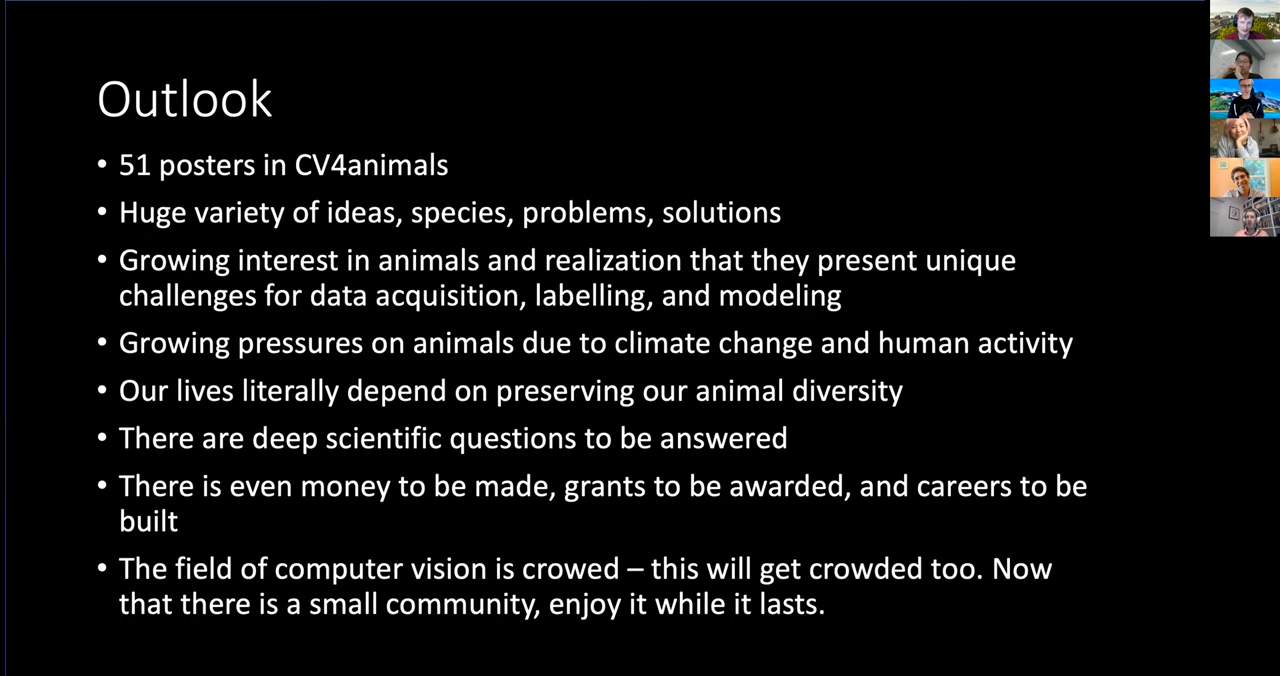 Outlook
• 51 posters in CV4animals
• Huge variety of ideas, species, problems, solutions
• Growing interest in animals and realization that they present unique
challenges for data acquisition, labelling, and modeling
• Growing pressures on animals due to climate change and human activity
• Our lives literally depend on preserving our animal diversity
• There are deep scientific questions to be answered
• There is even money to be made, grants to be awarded, and careers to be
built
• The field of computer vision is crowed – this will get crowded too. Now
that there is a small community, enjoy it while it lasts.